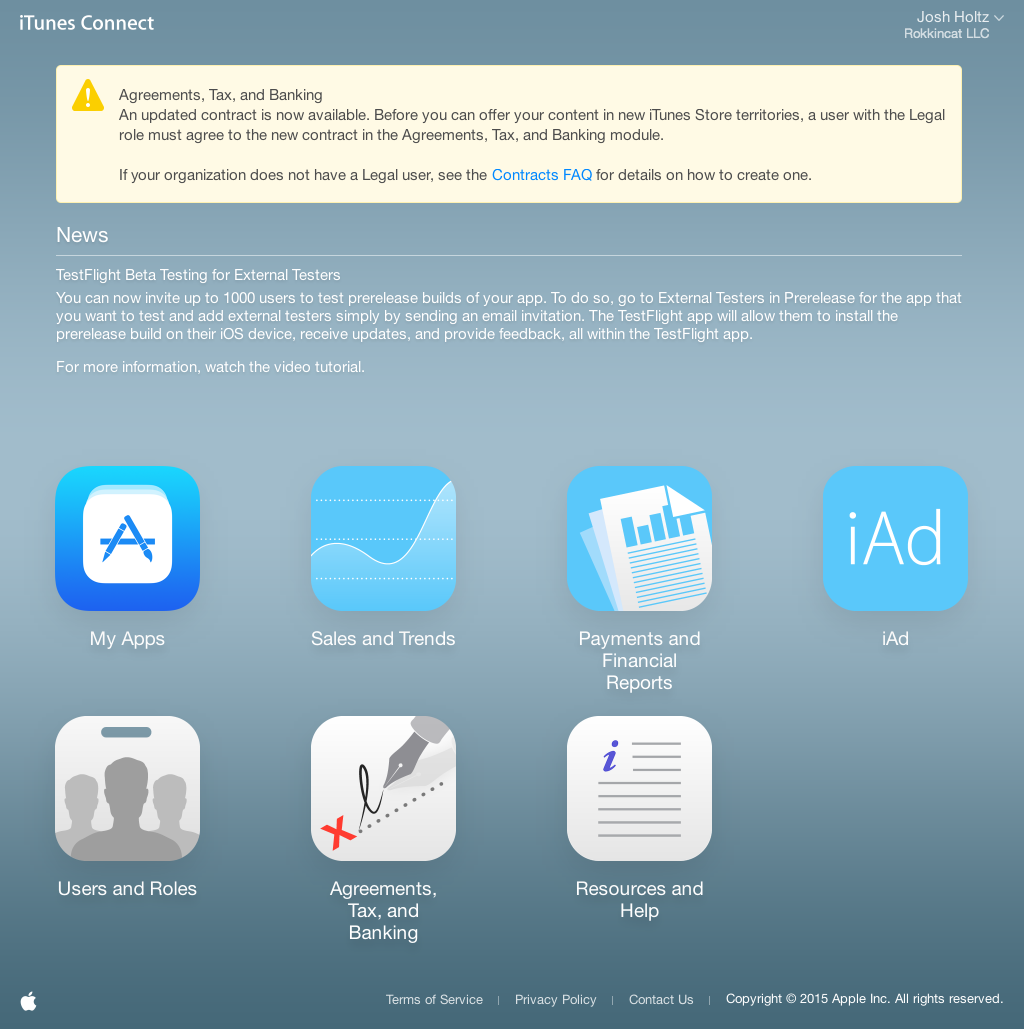 iTunes Connect
Josh Holtz
Rokkincat LLC
Agreements, Tax, and Banking
An updated contract is now available. Before you can offer your content in new iTunes Store territories, a user with the Legal
role must agree to the new contract in the Agreements, Tax, and Banking module.
If your organization does not have a Legal user, see the Contracts FAQ for details on how to create one.
News
TestFlight Beta Testing for External Testers
You can now invite up to 1000 users to test prerelease builds of your app. To do so, go to External Testers in Prerelease for the app that
you want to test and add external testers simply by sending an email invitation. The TestFlight app will allow them to install the
prerelease build on their iOS device, receive updates, and provide feedback, all within the TestFlight app.
For more information, watch the video tutorial.
iAd
My Apps
Sales and Trends
Payments and
Financial
Reports
iAd
Users and Roles
Agreements,
Tax, and
Banking
Resources and
Help
Terms of Service | Privacy Policy | Contact Us | Copyright © 2015 Apple Inc. All rights reserved.